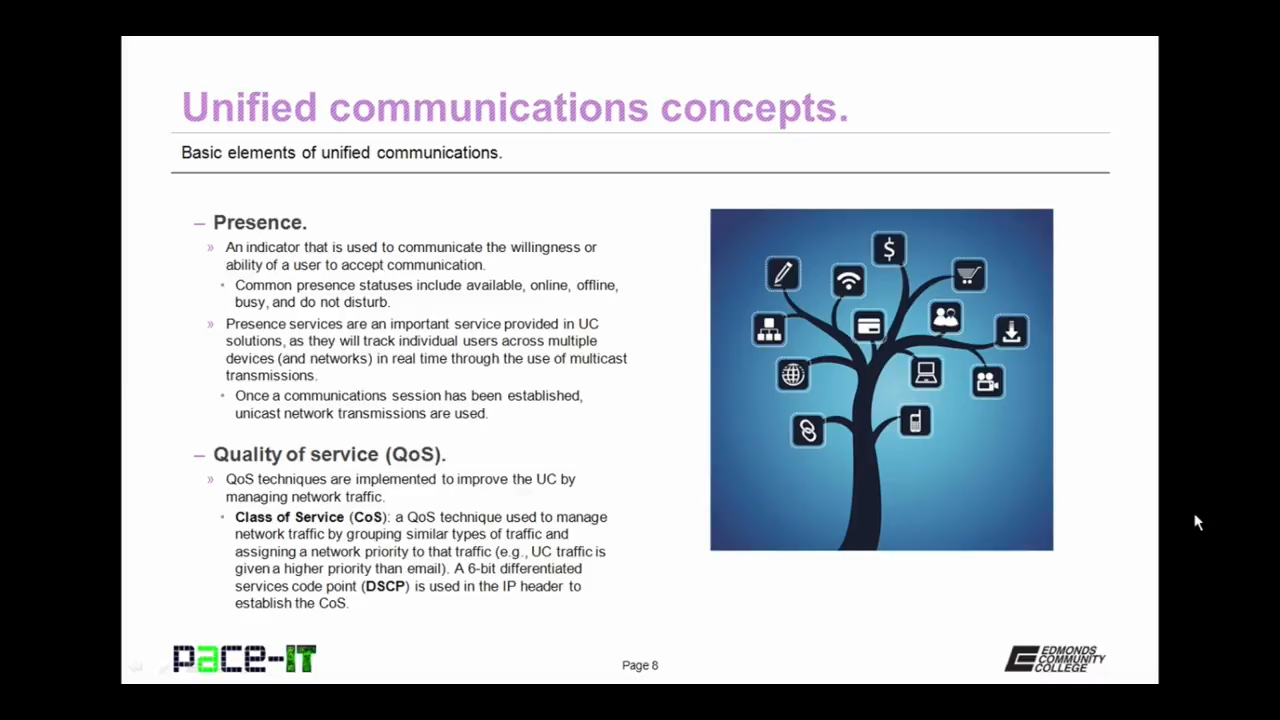 Unified communications concepts.
Basic elements of unified communications.
– Presence.
» An indicator that is used to communicate the willingness or
ability of a user to accept communication.
• Common presence statuses include available, online, offline,
busy, and do not disturb.
» Presence services are an important service provided in UC
solutions, as they will track individual users across multiple
devices (and networks) in real time through the use of multicast
transmissions.
• Once a communications session has been established,
unicast network transmissions are used.
– Quality of service (QoS).
» QoS techniques are implemented to improve the UC by
managing network traffic.
• Class of Service (CoS): a QoS technique used to manage
network traffic by grouping similar types of traffic and
assigning a network priority to that traffic (e.g., UC traffic is
given a higher priority than email). A 6-bit differentiated
services code point (DSCP) is used in the IP header to
establish the CoS.
$
pace-IT
Page 8
EDMONDS
COMMUNITY
COLLEGE